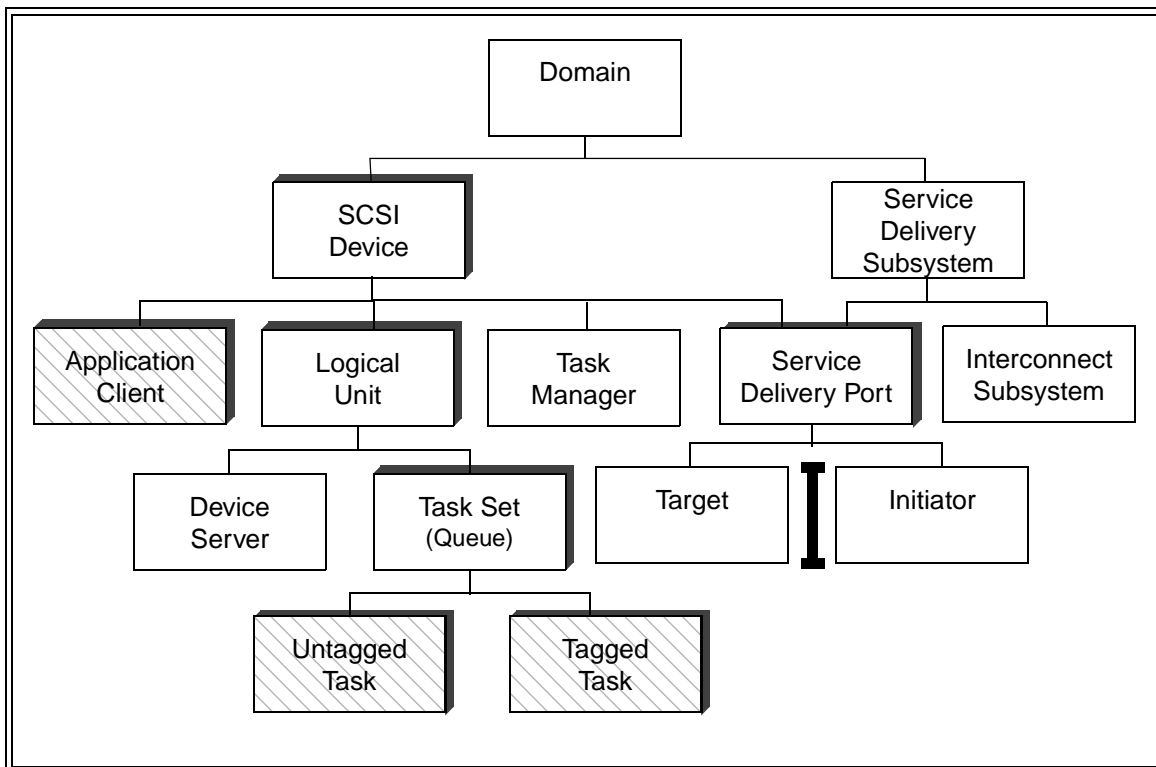 Domain
SCSI
Device
Service
Delivery
Subsystem
Application
Client
Logical
Unit
Task
Manager
Service
Delivery Port
Interconnect
Subsystem
Device
Server
Task Set
(Queue)
Target
Initiator
Untagged
Task
Tagged
Task